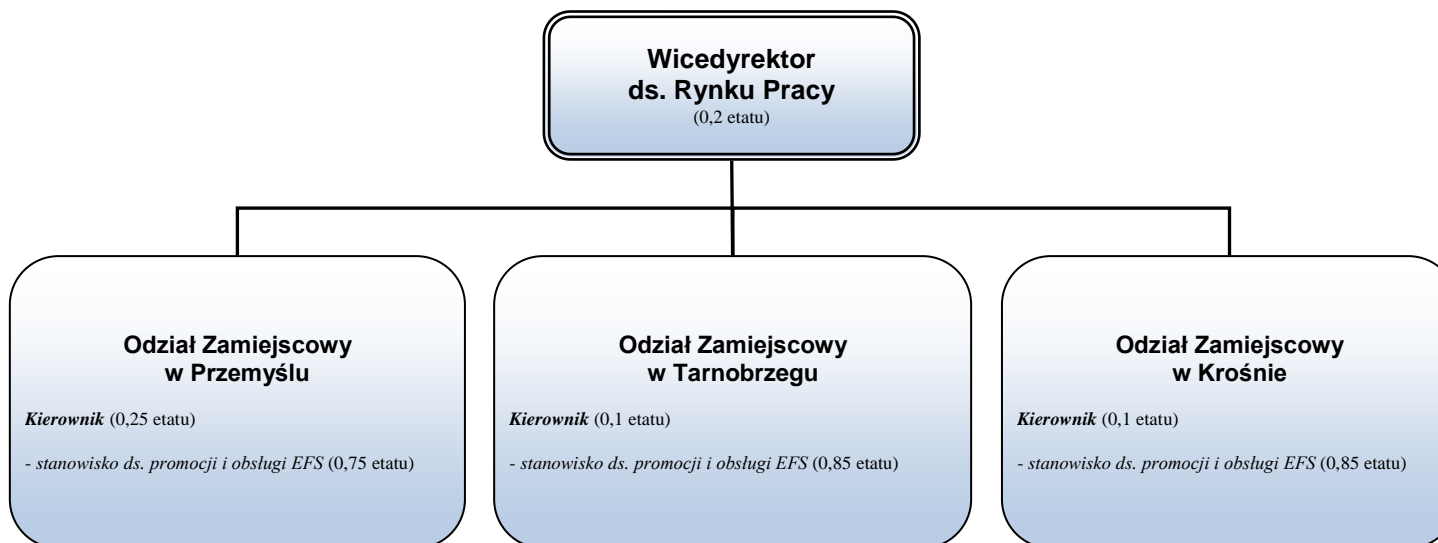 Wicedyrektor
ds. Rynku Pracy
(0,2 etatu)
Odział Zamiejscowy
w Przemyślu
Kierownik (0,25 etatu)
- stanowisko ds. promocji i obsługi EFS (0,75 etatu)
Odział Zamiejscowy
w Tarnobrzegu
Kierownik (0,1 etatu)
- stanowisko ds. promocji i obsługi EFS (0,85 etatu)
Odział Zamiejscowy
w Krośnie
Kierownik (0,1 etatu)
- stanowisko ds. promocji i obsługi EFS (0,85 etatu)